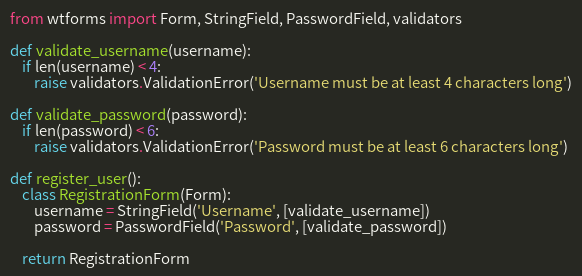 from wtforms import Form, StringField, PasswordField, validators

def validate_username(username):
    if len(username) < 4:
        raise validators.ValidationError('Username must be at least 4 characters long')

def validate_password(password):
    if len(password) < 6:
        raise validators.ValidationError('Password must be at least 6 characters long')

def register_user():
    class RegistrationForm(Form):
        username = StringField('Username', [validate_username])
        password = PasswordField('Password', [validate_password])

    return RegistrationForm